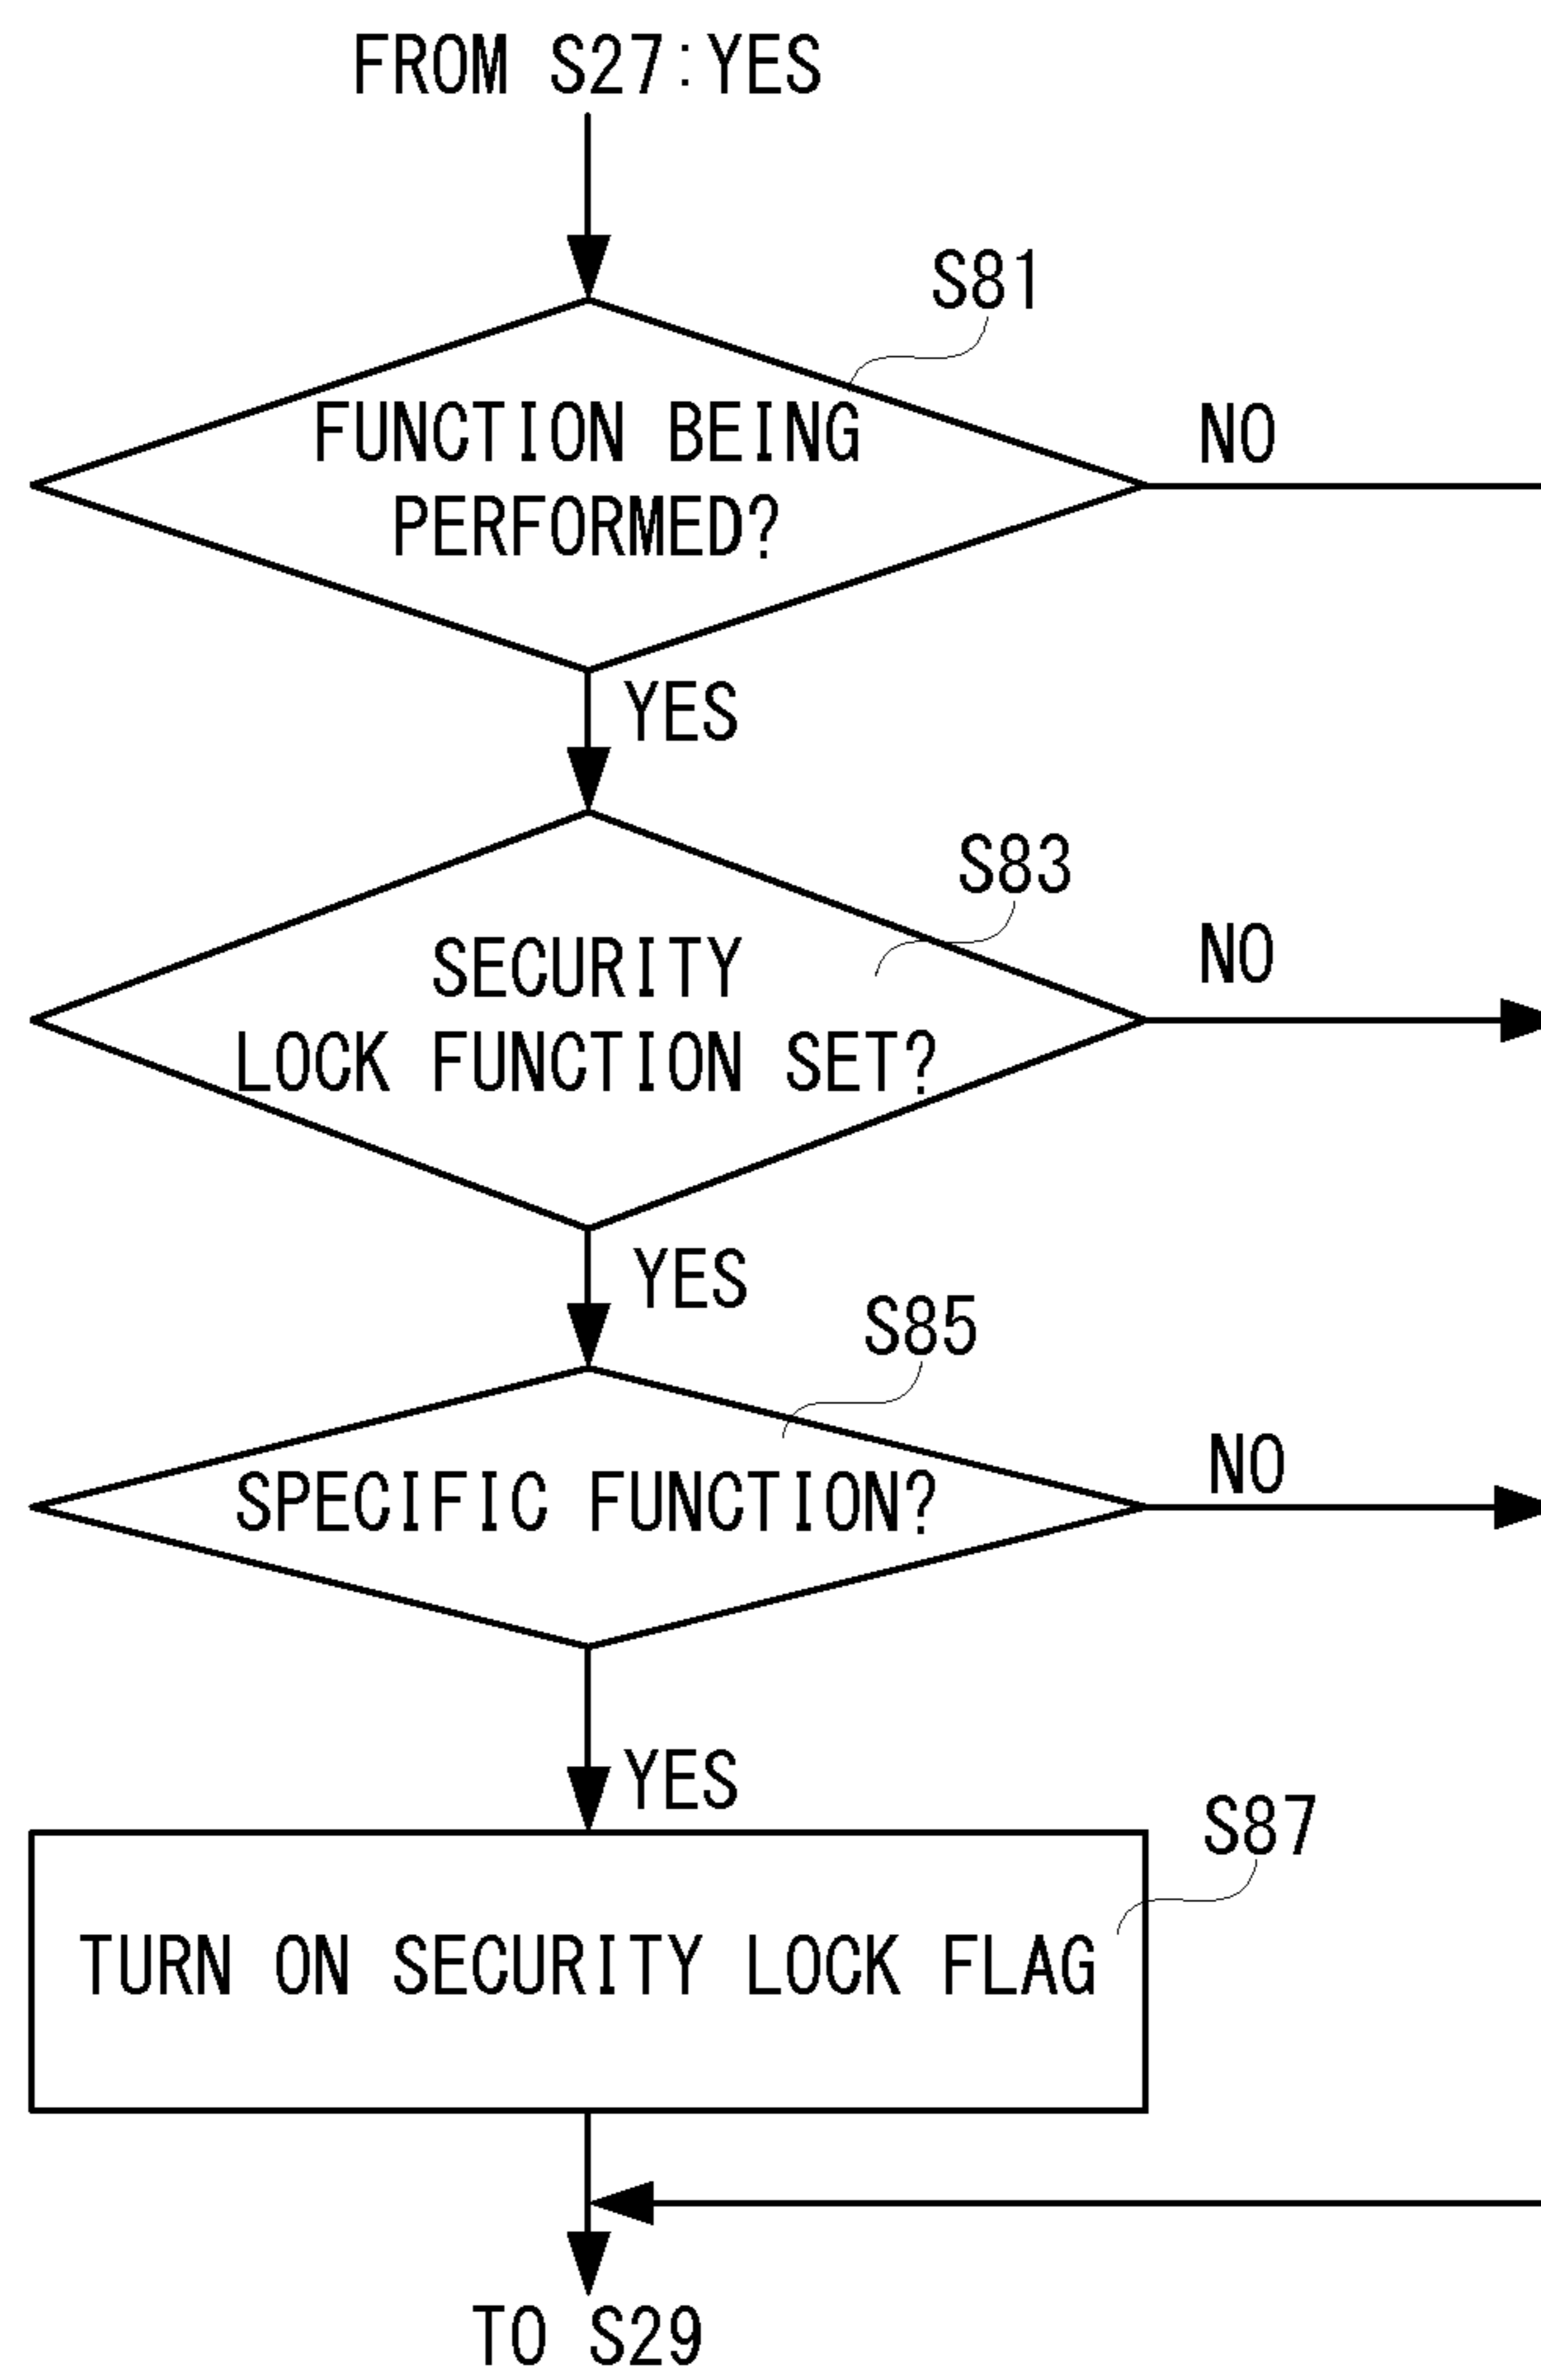 FROM S27:YES
S81
FUNCTION BEING
PERFORMED?
NO
YES
S83
SECURITY
LOCK FUNCTION SET?
NO
YES
S85
SPECIFIC FUNCTION?
NO
YES
S87
TURN ON SECURITY LOCK FLAG
TO S29